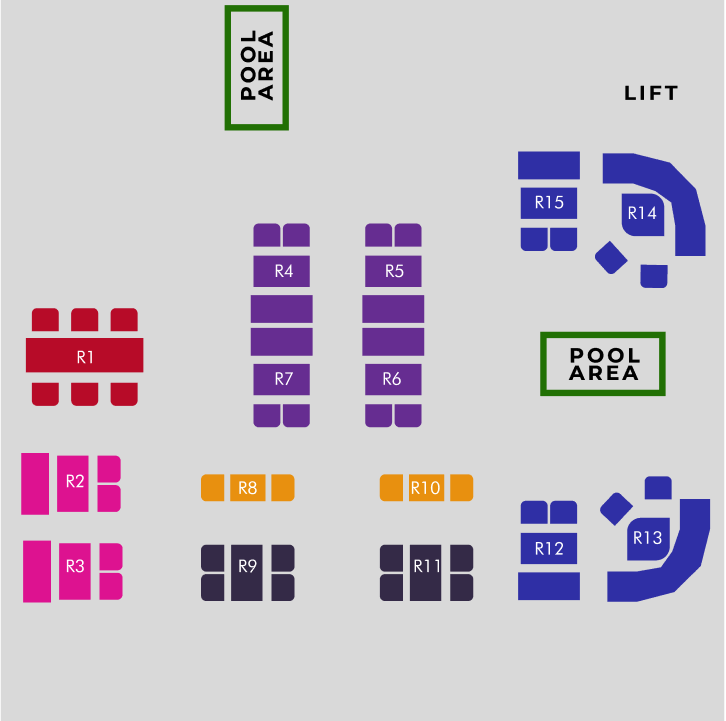 POOL
AREA
LIFT
R15
R14
R4
R5
R1
POOL
AREA
R7
R6
R2
R8
R10
R12
R13
R3
R9
R11